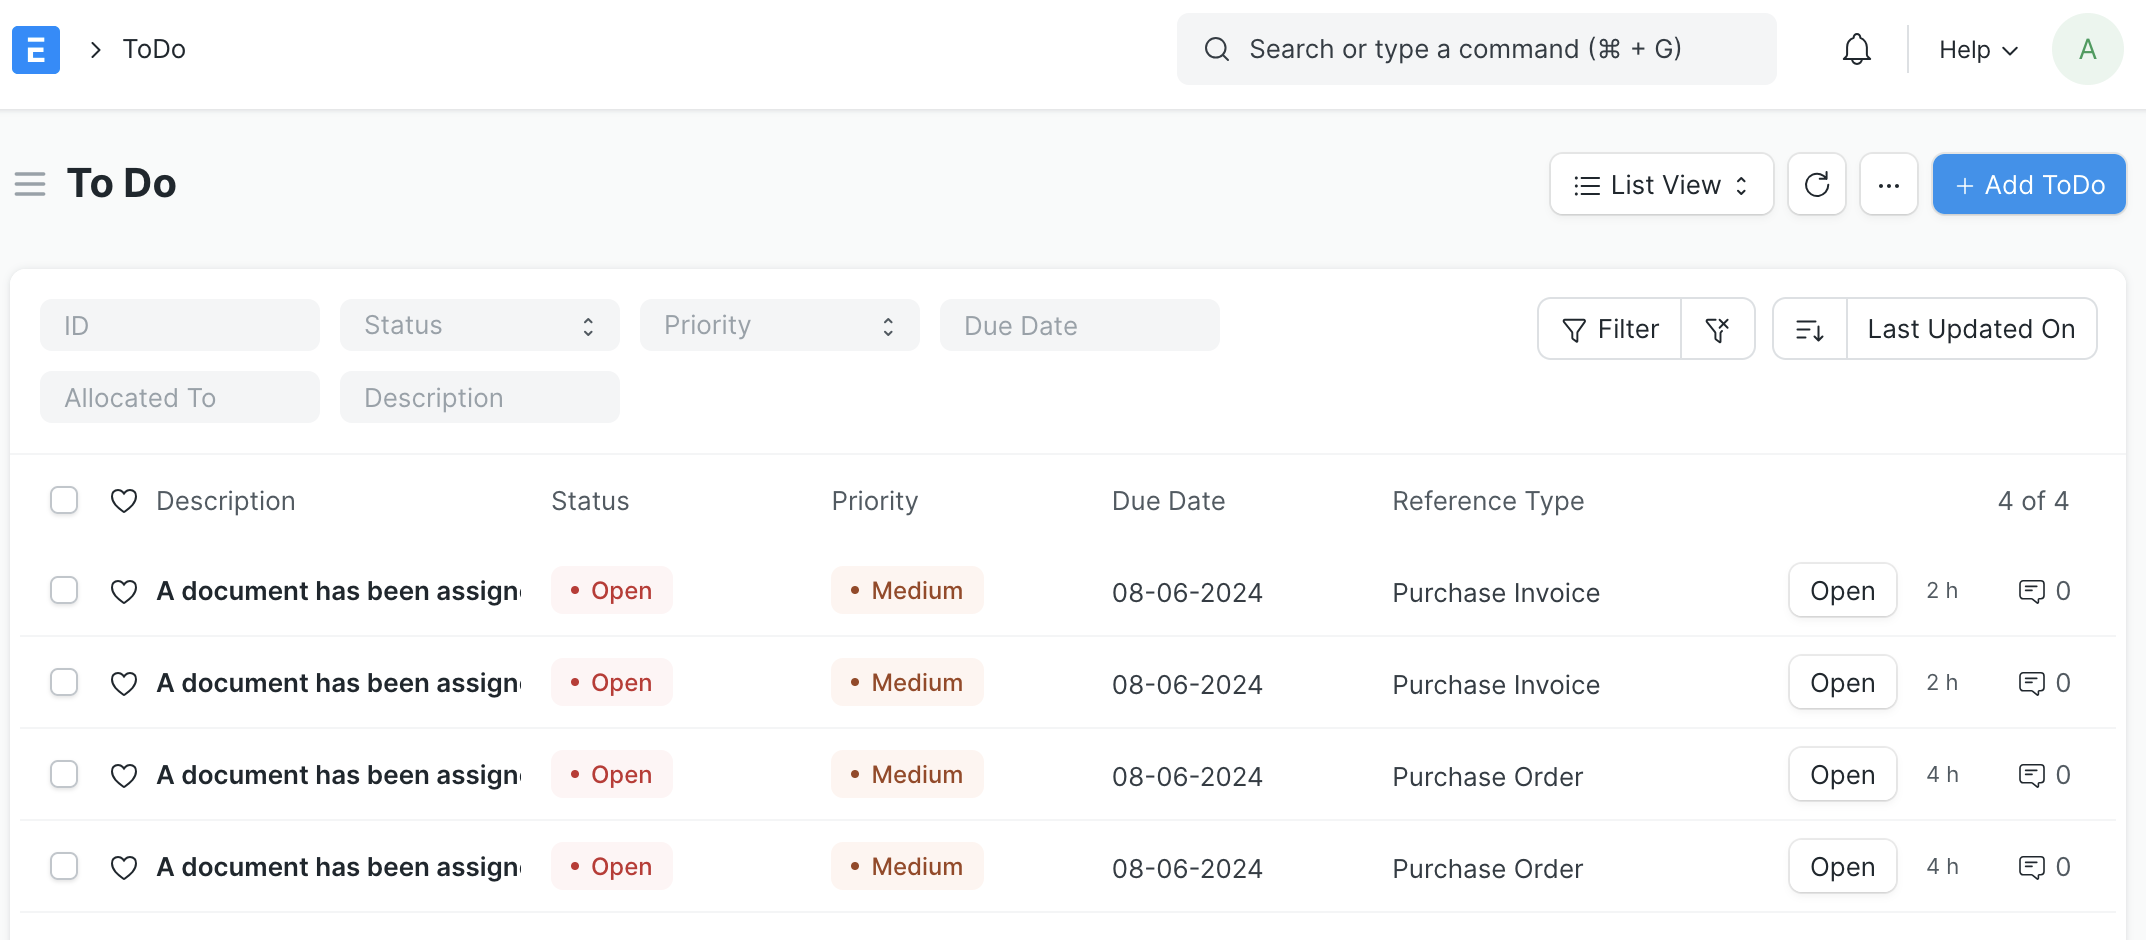 E > ToDo Search or type a command (⌘ + G) Help A
To Do List View ... + Add ToDo
ID Status Priority Due Date Filter Last Updated On
Allocated To Description
Description Status Priority Due Date Reference Type 4 of 4
A document has been assign Open Medium 08-06-2024 Purchase Invoice Open 2 h 0
A document has been assign Open Medium 08-06-2024 Purchase Invoice Open 2 h 0
A document has been assign Open Medium 08-06-2024 Purchase Order Open 4 h 0
A document has been assign Open Medium 08-06-2024 Purchase Order Open 4 h 0